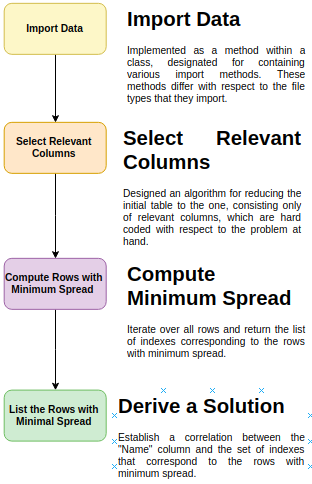 Import Data
Import Data
Implemented as a method within a
class, designated for containing
various import methods. These
methods differ with respect to the file
types that they import.
Select Relevant
Columns
Select Relevant
Columns
Designed an algorithm for reducing the
initial table to the one, consisting only
of relevant columns, which are hard
coded with respect to the problem at
hand.
Compute Rows with
Minimum Spread
Compute
Minimum Spread
Iterate over all rows and return the list
of indexes corresponding to the rows
with minimum spread.
List the Rows with
Minimal Spread
Derive a Solution
Establish a correlation between the
"Name" column and the set of indexes
that correspond to the rows with
minimum spread.